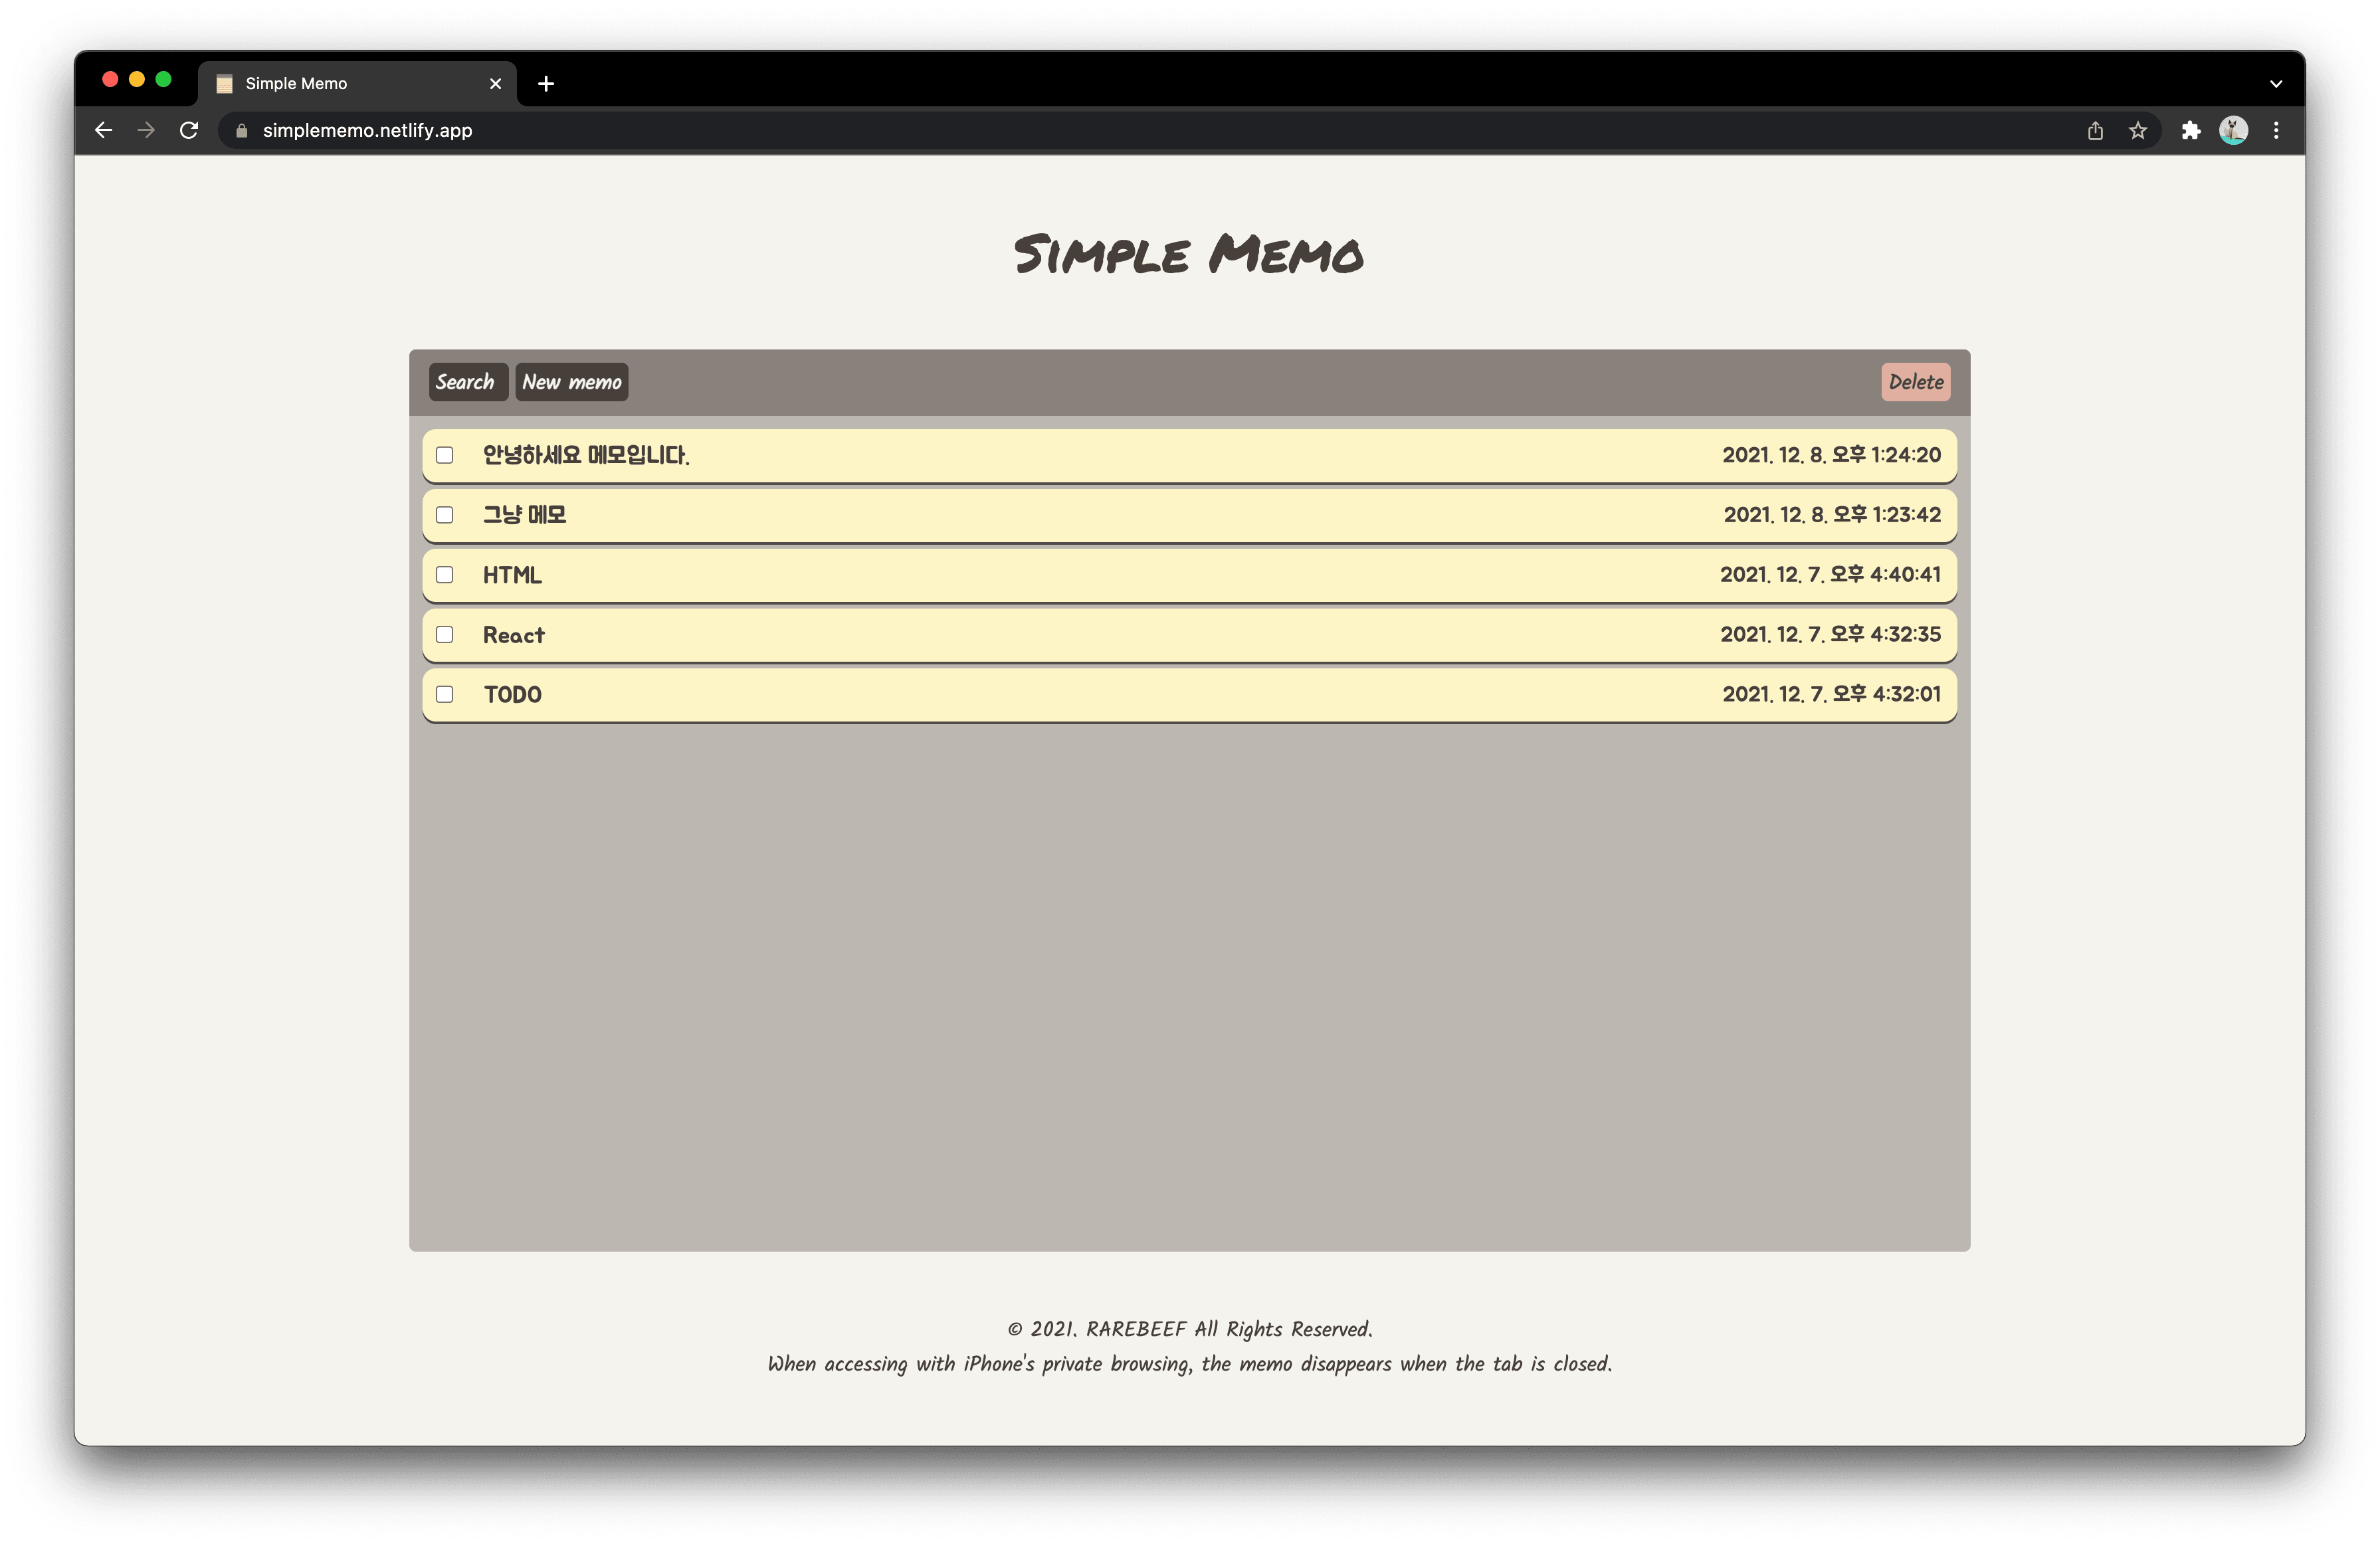 Simple Memo
simplememo.netlify.app
Simple Memo
Search New memo Delete
안녕하세요 메모입니다. 2021. 12. 8. 오후 1:24:20
그냥 메모 2021. 12. 8. 오후 1:23:42
HTML 2021. 12. 7. 오후 4:40:41
React 2021. 12. 7. 오후 4:32:35
TODO 2021. 12. 7. 오후 4:32:01
© 2021. RAREBEEF All Rights Reserved.
When accessing with iPhone's private browsing, the memo disappears when the tab is closed.